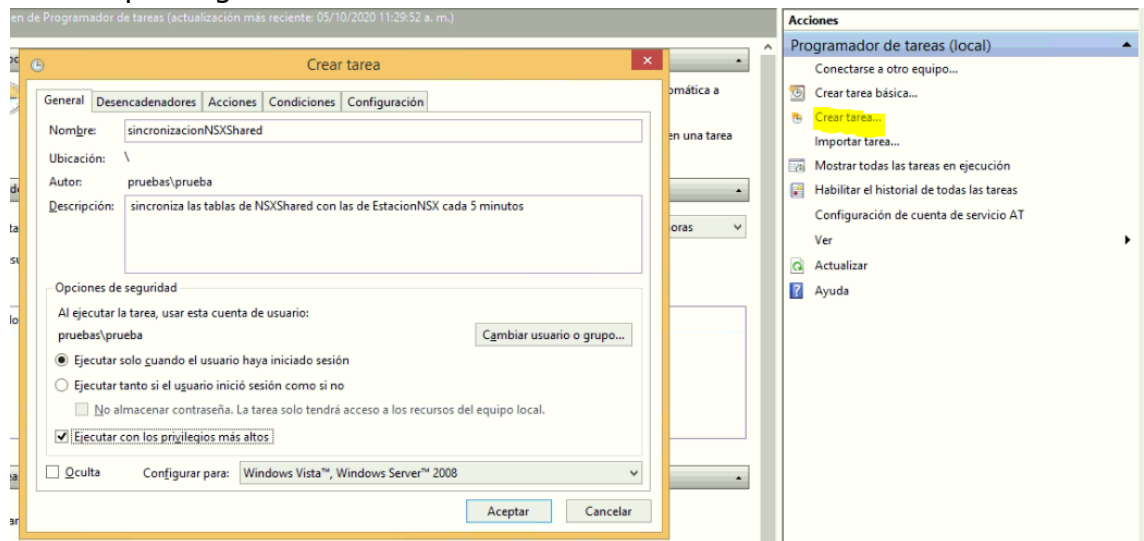 en de Programador de tareas (actualización más reciente: 05/10/2020 11:29:52 a. m.)
Crear tarea
General Desencadenadores Acciones Condiciones Configuración
Nombre: sincronizacionNSXShared
Ubicación: \
Autor: pruebas\prueba
Descripción: sincroniza las tablas de NSXShared con las de EstacionNSX cada 5 minutos
Opciones de seguridad
Al ejecutar la tarea, usar esta cuenta de usuario:
pruebas\prueba Cambiar usuario o grupo...
Ejecutar solo cuando el usuario haya iniciado sesión
Ejecutar tanto si el usuario inició sesión como si no
No almacenar contraseña. La tarea solo tendrá acceso a los recursos del equipo local.
Ejecutar con los privilegios más altos
Oculta Configurar para: Windows Vista™, Windows Server™ 2008
Aceptar Cancelar
omática a
en una tarea
oras
Acciones
Programador de tareas (local)
Conectarse a otro equipo...
Crear tarea básica...
Crear tarea...
Importar tarea...
Mostrar todas las tareas en ejecución
Habilitar el historial de todas las tareas
Configuración de cuenta de servicio AT
Ver
Actualizar
Ayuda